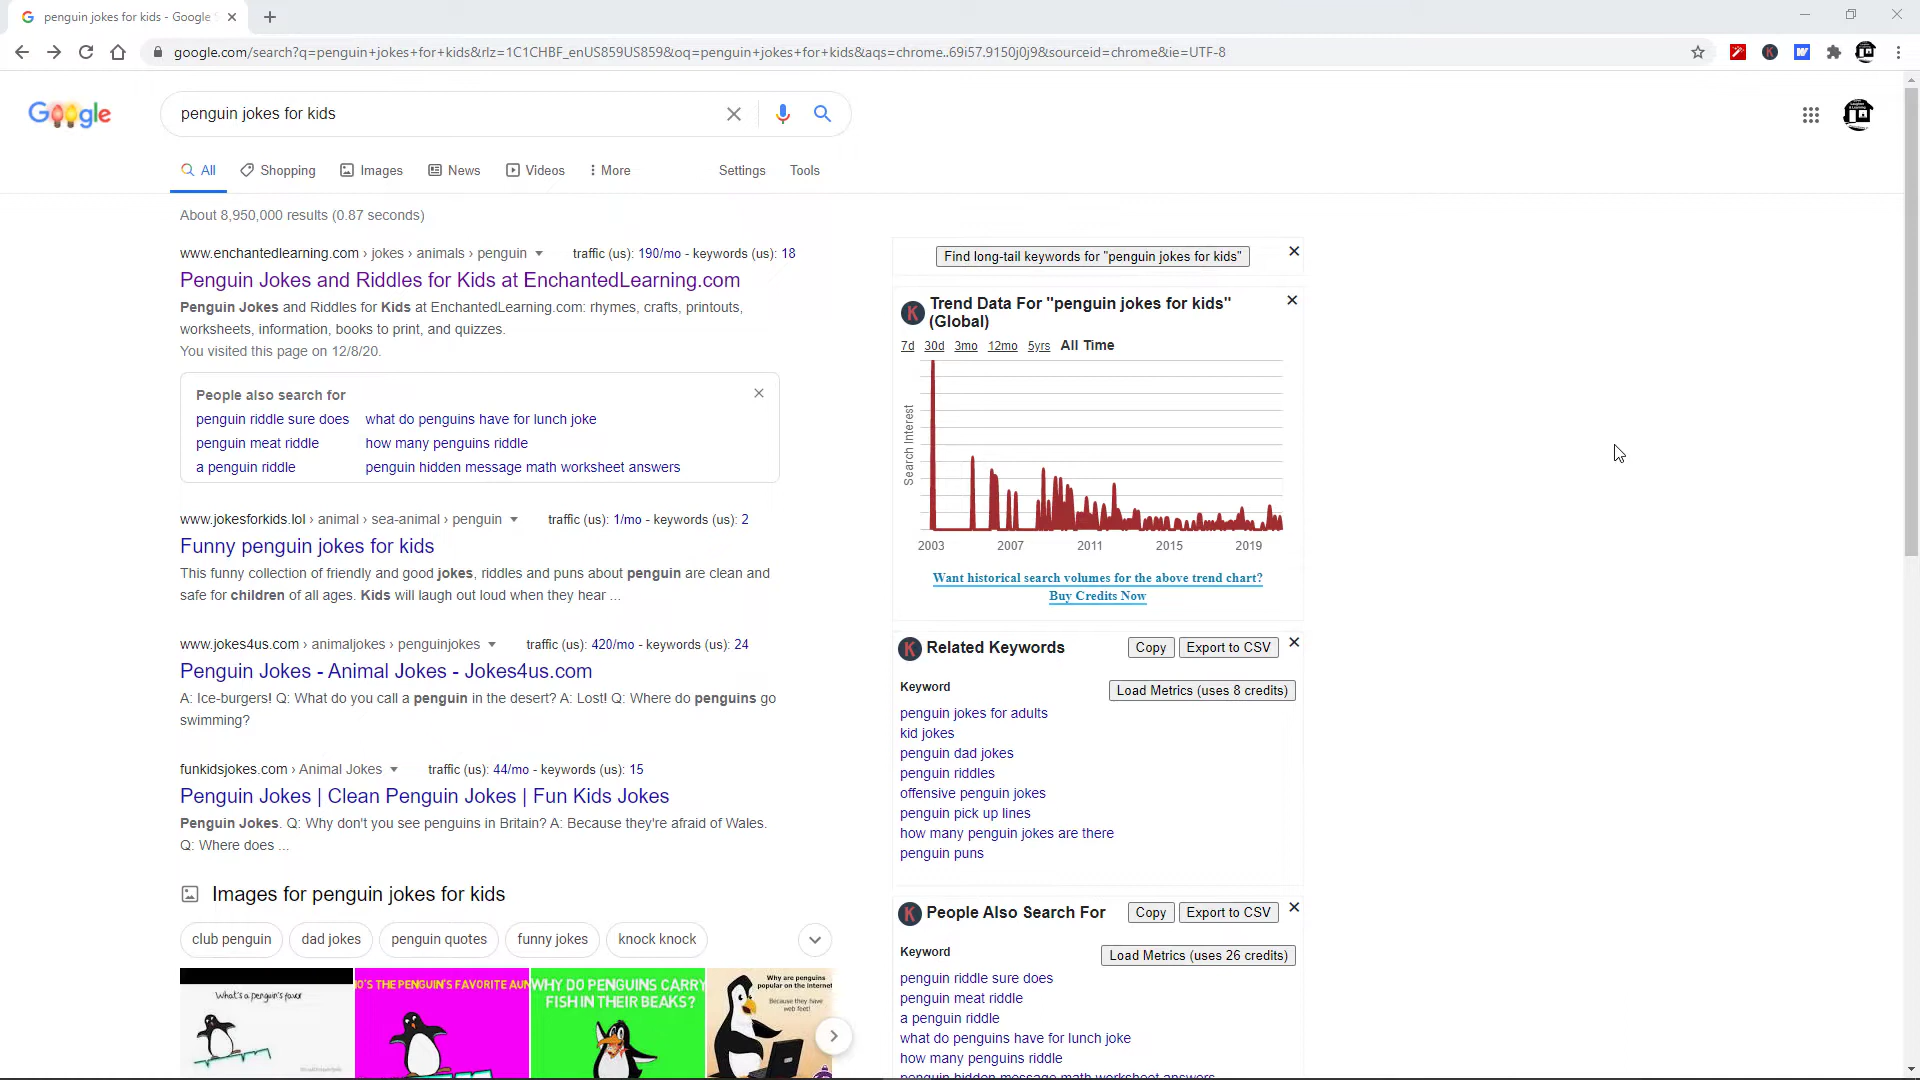 penguin jokes for kids - Google S
google.com/search?q=penguin+jokes+for+kids&rlz=1C1CHBF_enUS859US859&oq=penguin+jokes+for+kids&aqs=chrome..69i57.9150j0j9&sourceid=chrome&ie=UTF-8
Google
penguin jokes for kids
All Shopping Images News Videos More Settings Tools
About 8,950,000 results (0.87 seconds)
www.enchantedlearning.com › jokes › animals › penguin traffic (us): 190/mo - keywords (us): 18
Penguin Jokes and Riddles for Kids at EnchantedLearning.com
Penguin Jokes and Riddles for Kids at EnchantedLearning.com: rhymes, crafts, printouts,
worksheets, information, books to print, and quizzes.
You visited this page on 12/8/20.
People also search for
penguin riddle sure does what do penguins have for lunch joke
penguin meat riddle how many penguins riddle
a penguin riddle penguin hidden message math worksheet answers
www.jokesforkids.lol › animal › sea-animal › penguin traffic (us): 1/mo - keywords (us): 2
Funny penguin jokes for kids
This funny collection of friendly and good jokes, riddles and puns about penguin are clean and
safe for children of all ages. Kids will laugh out loud when they hear ...
www.jokes4us.com › animaljokes › penguinjokes traffic (us): 420/mo - keywords (us): 24
Penguin Jokes - Animal Jokes - Jokes4us.com
A: Ice-burgers! Q: What do you call a penguin in the desert? A: Lost! Q: Where do penguins go
swimming?
funkidsjokes.com › Animal Jokes traffic (us): 44/mo - keywords (us): 15
Penguin Jokes | Clean Penguin Jokes | Fun Kids Jokes
Penguin Jokes. Q: Why don't you see penguins in Britain? A: Because they're afraid of Wales.
Q: Where does ...
Images for penguin jokes for kids
club penguin dad jokes penguin quotes funny jokes knock knock
What's a penguin's favor
O'S THE PENGUIN'S FAVORITE AUN
WHY DO PENGUINS CARRY
FISH IN THEIR BEAKS?
Why are penguins
popular on the internet
Because they have
web feet!
Find long-tail keywords for "penguin jokes for kids"
K
Trend Data For "penguin jokes for kids"
(Global)
7d 30d 3mo 12mo 5yrs All Time
Search Interest
2003 2007 2011 2015 2019
Want historical search volumes for the above trend chart?
Buy Credits Now
K Related Keywords Copy Export to CSV
Keyword Load Metrics (uses 8 credits)
penguin jokes for adults
kid jokes
penguin dad jokes
penguin riddles
offensive penguin jokes
penguin pick up lines
how many penguin jokes are there
penguin puns
K People Also Search For Copy Export to CSV
Keyword Load Metrics (uses 26 credits)
penguin riddle sure does
penguin meat riddle
a penguin riddle
what do penguins have for lunch joke
how many penguins riddle
penguin hidden message math worksheet answers